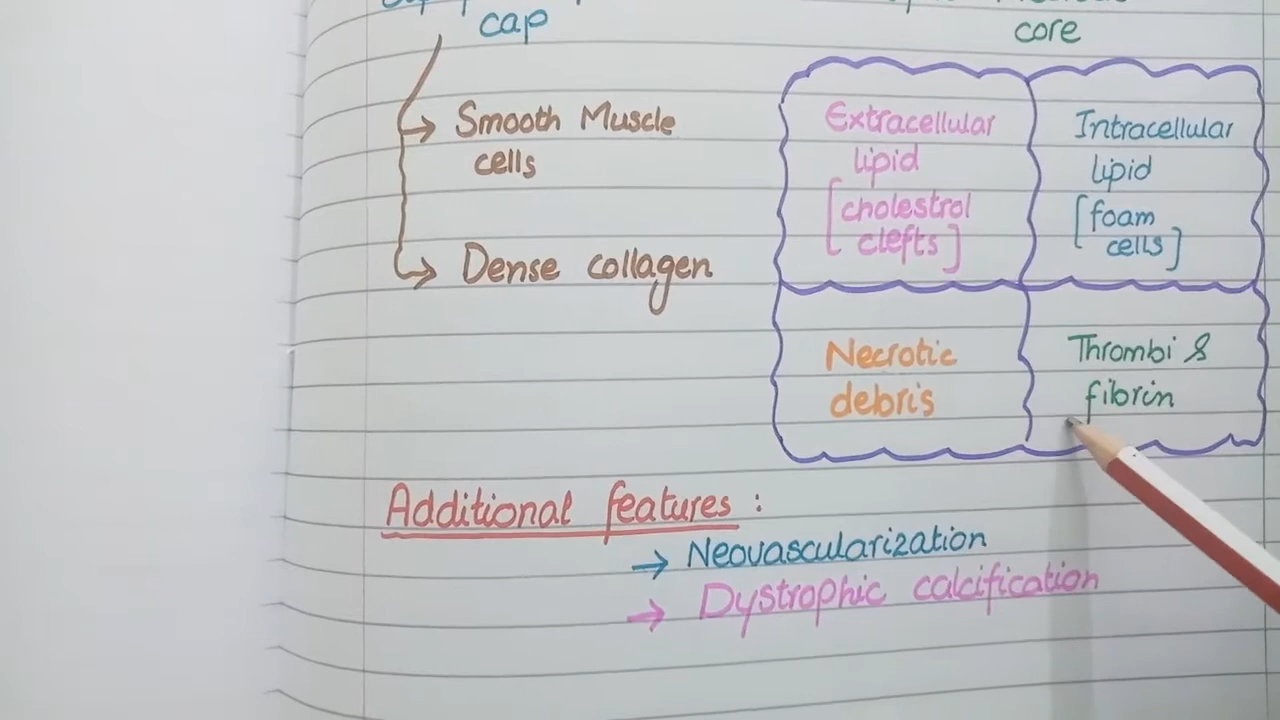 cap
core
Smooth Muscle
cells
Dense collagen
Extracellular
lipid
[cholestrol
clefts]
Intracellular
lipid
[foam
cells]
Necrotic
debris
Thrombi &
fibrin
Additional features :
→ Neovascularization
→ Dystrophic calcification